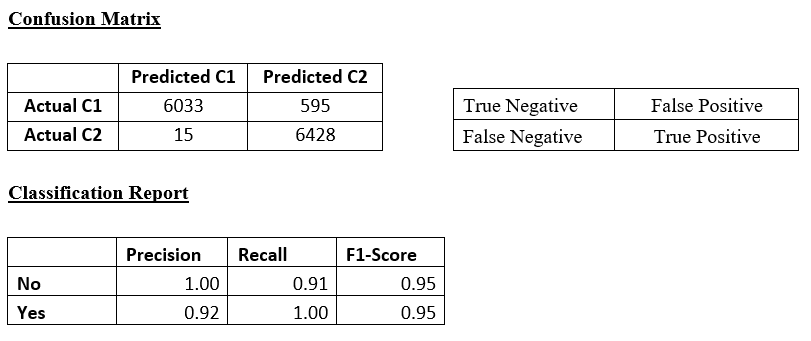 Confusion Matrix
Predicted C1 Predicted C2
Actual C1 6033 595
Actual C2 15 6428
True Negative False Positive
False Negative True Positive
Classification Report
Precision Recall F1-Score
No 1.00 0.91 0.95
Yes 0.92 1.00 0.95